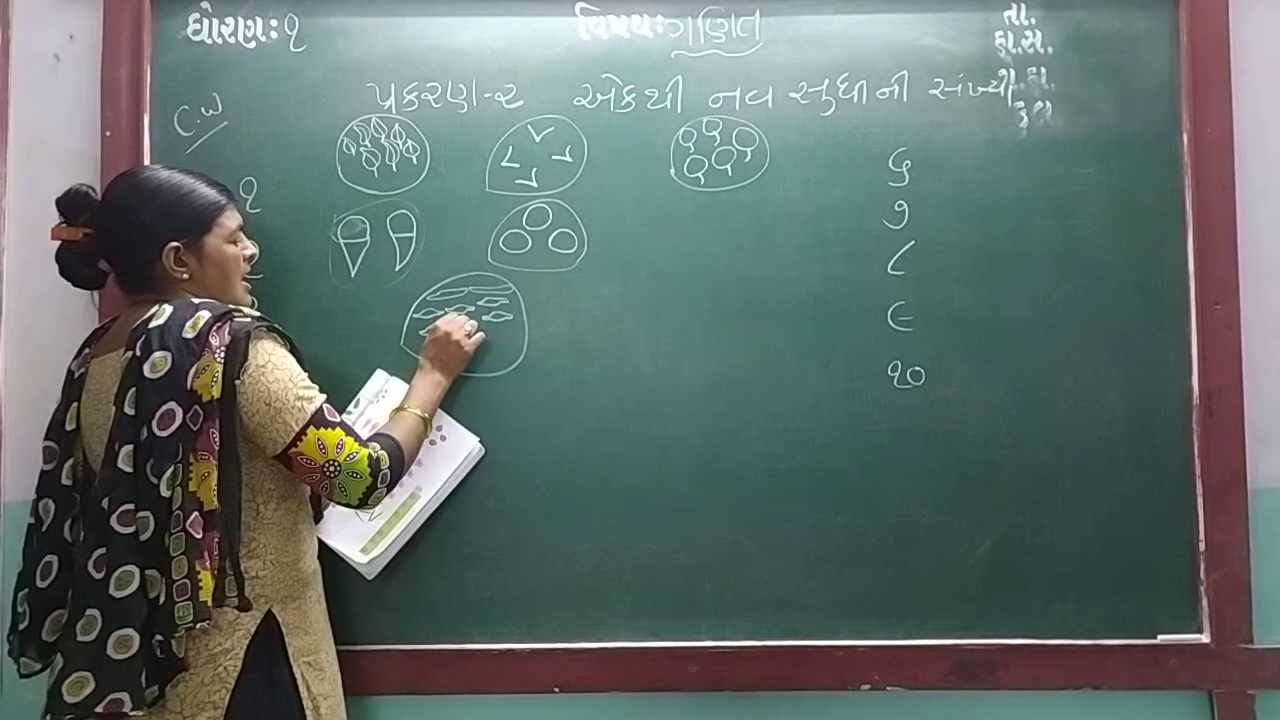 ધોરણ: ૧ વિષય: ગણિત તા.
હા.સ.
ગે.હા.
કુલ
પ્રકરણ-૨ એકથી નવ સુધીની સંખ્યા
C.W
૧
૬
૭
૮
૯
૧૦